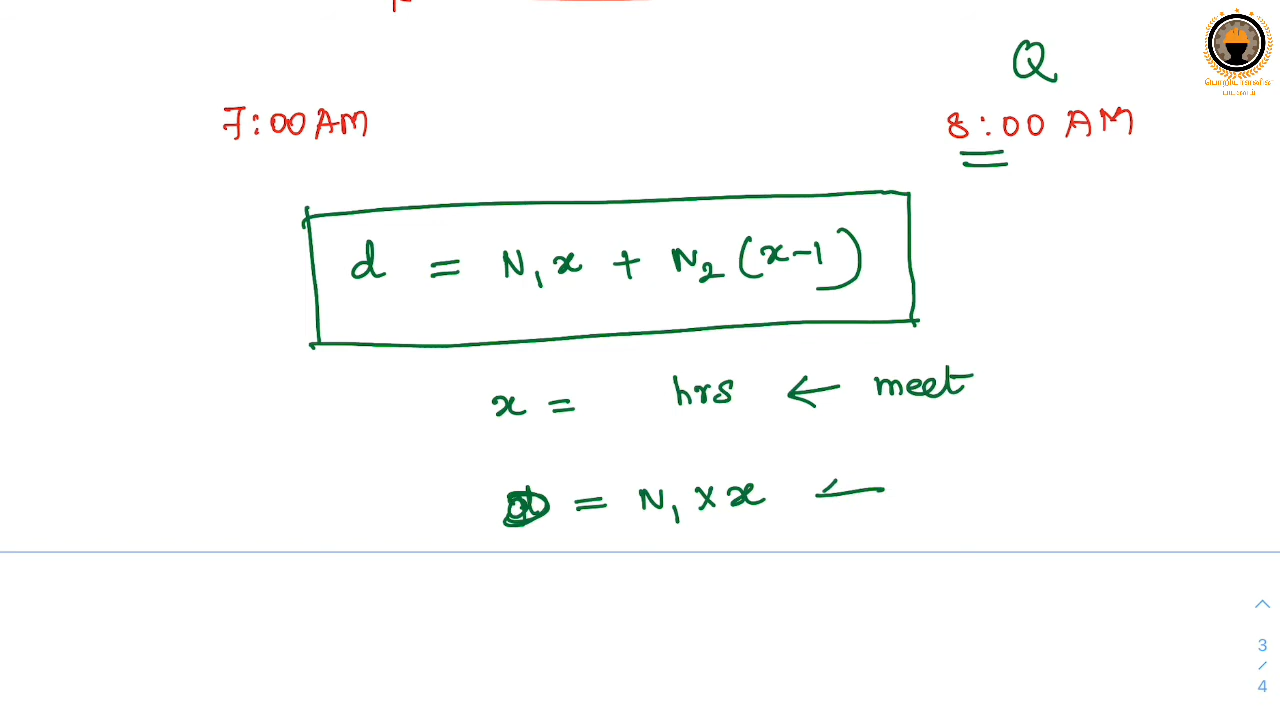 Q
7:00 AM 8:00 AM
d = N₁x + N₂(x-1)
x = hrs ← meet
= N₁ × x ←
3
/
4